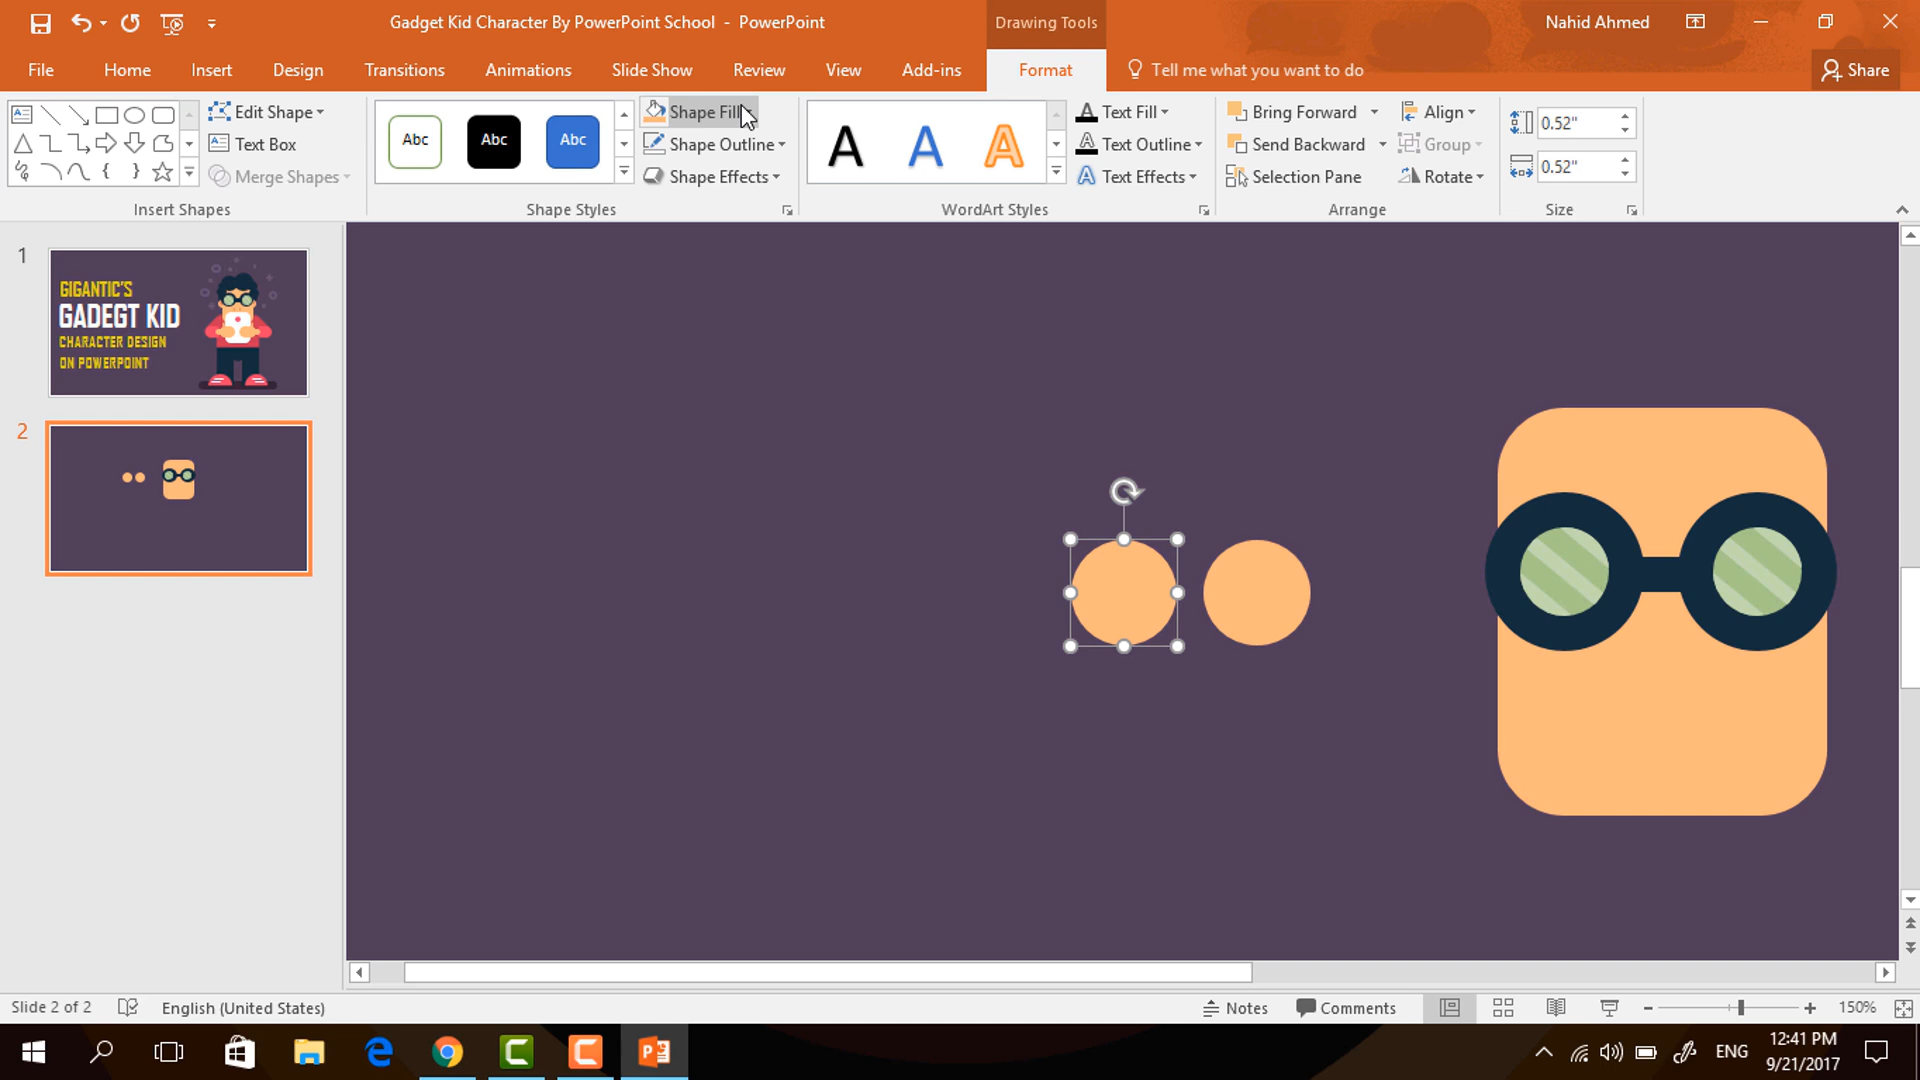 Gadget Kid Character By PowerPoint School - PowerPoint
Drawing Tools
Nahid Ahmed
File Home Insert Design Transitions Animations Slide Show Review View Add-ins Format Tell me what you want to do Share
Edit Shape
Text Box
Merge Shapes
Insert Shapes
Abc Abc Abc
Shape Fill
Shape Outline
Shape Effects
Shape Styles
A A A
Text Fill
Text Outline
Text Effects
WordArt Styles
Bring Forward
Send Backward
Selection Pane
Align
Group
Rotate
Arrange
0.52"
0.52"
Size
1
GIGANTIC'S
GADEGT KID
CHARACTER DESIGN
ON POWERPOINT
2
Slide 2 of 2 English (United States) Notes Comments 150%
ENG 12:41 PM
9/21/2017